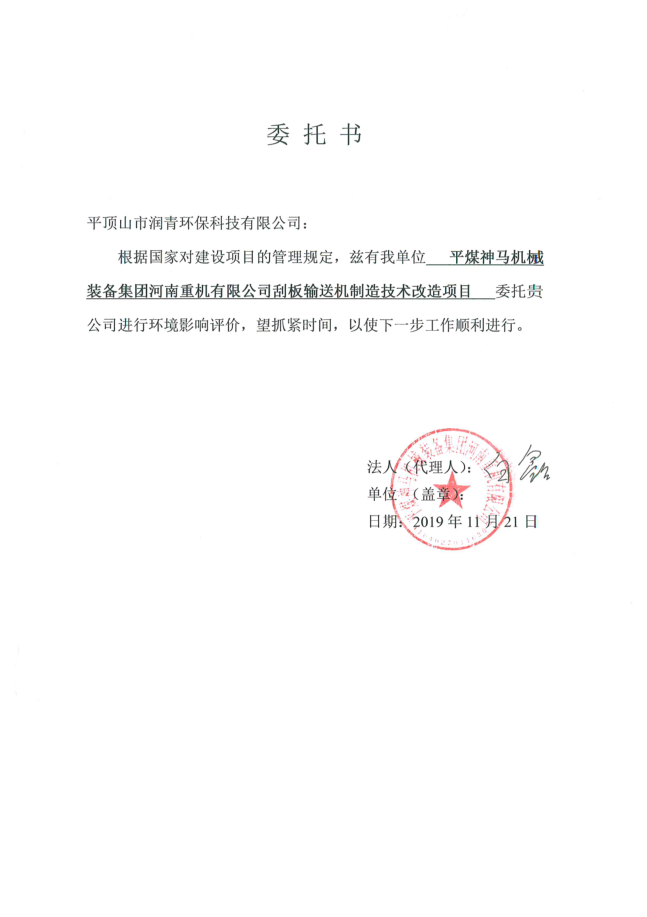 委托书
平顶山市润青环保科技有限公司：
根据国家对建设项目的管理规定，兹有我单位 平煤神马机械
装备集团河南重机有限公司刮板输送机制造技术改造项目 委托贵
公司进行环境影响评价，望抓紧时间，以使下一步工作顺利进行。
法人（代理人）：
单位 （盖章）：
日期：2019 年 11 月 21 日